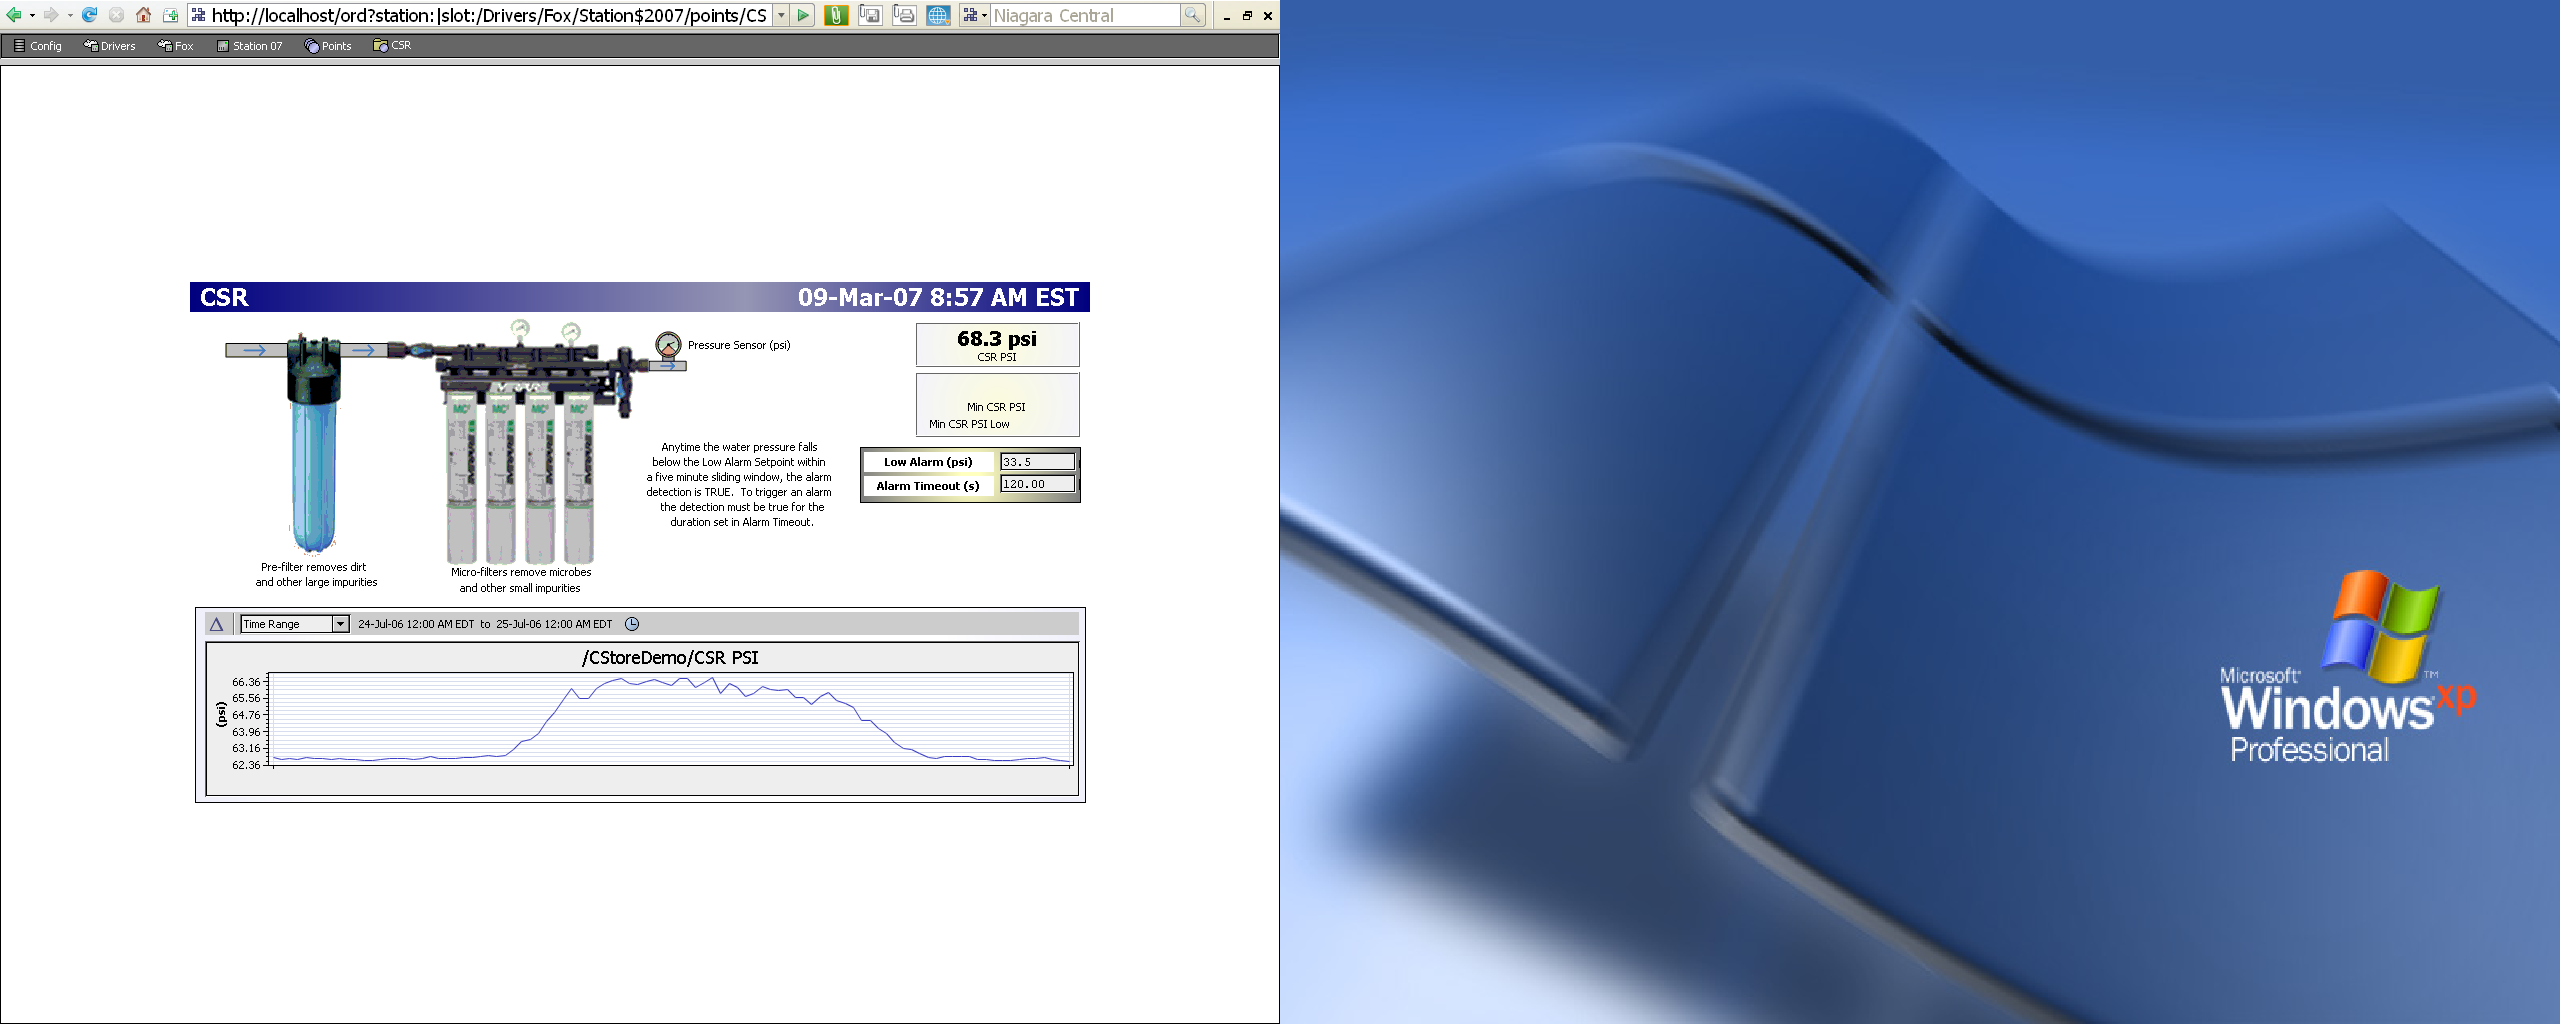 http://localhost/ord?station:|slot:/Drivers/Fox/Station$2007/points/CS
Niagara Central
Config
Drivers
Fox
Station 07
Points
CSR
CSR
09-Mar-07 8:57 AM EST
Pressure Sensor (psi)
68.3 psi
CSR PSI
Min CSR PSI
Min CSR PSI Low
MC² MC² MC² MC²
Anytime the water pressure falls
below the Low Alarm Setpoint within
a five minute sliding window, the alarm
detection is TRUE. To trigger an alarm
the detection must be true for the
duration set in Alarm Timeout.
Low Alarm (psi)
33.5
Alarm Timeout (s)
120.00
Pre-filter removes dirt
and other large impurities
Micro-filters remove microbes
and other small impurities
Time Range
24-Jul-06 12:00 AM EDT to 25-Jul-06 12:00 AM EDT
/CStoreDemo/CSR PSI
(psi)
66.36
65.56
64.76
63.96
63.16
62.36
Microsoft®
Windows xp
TM
Professional